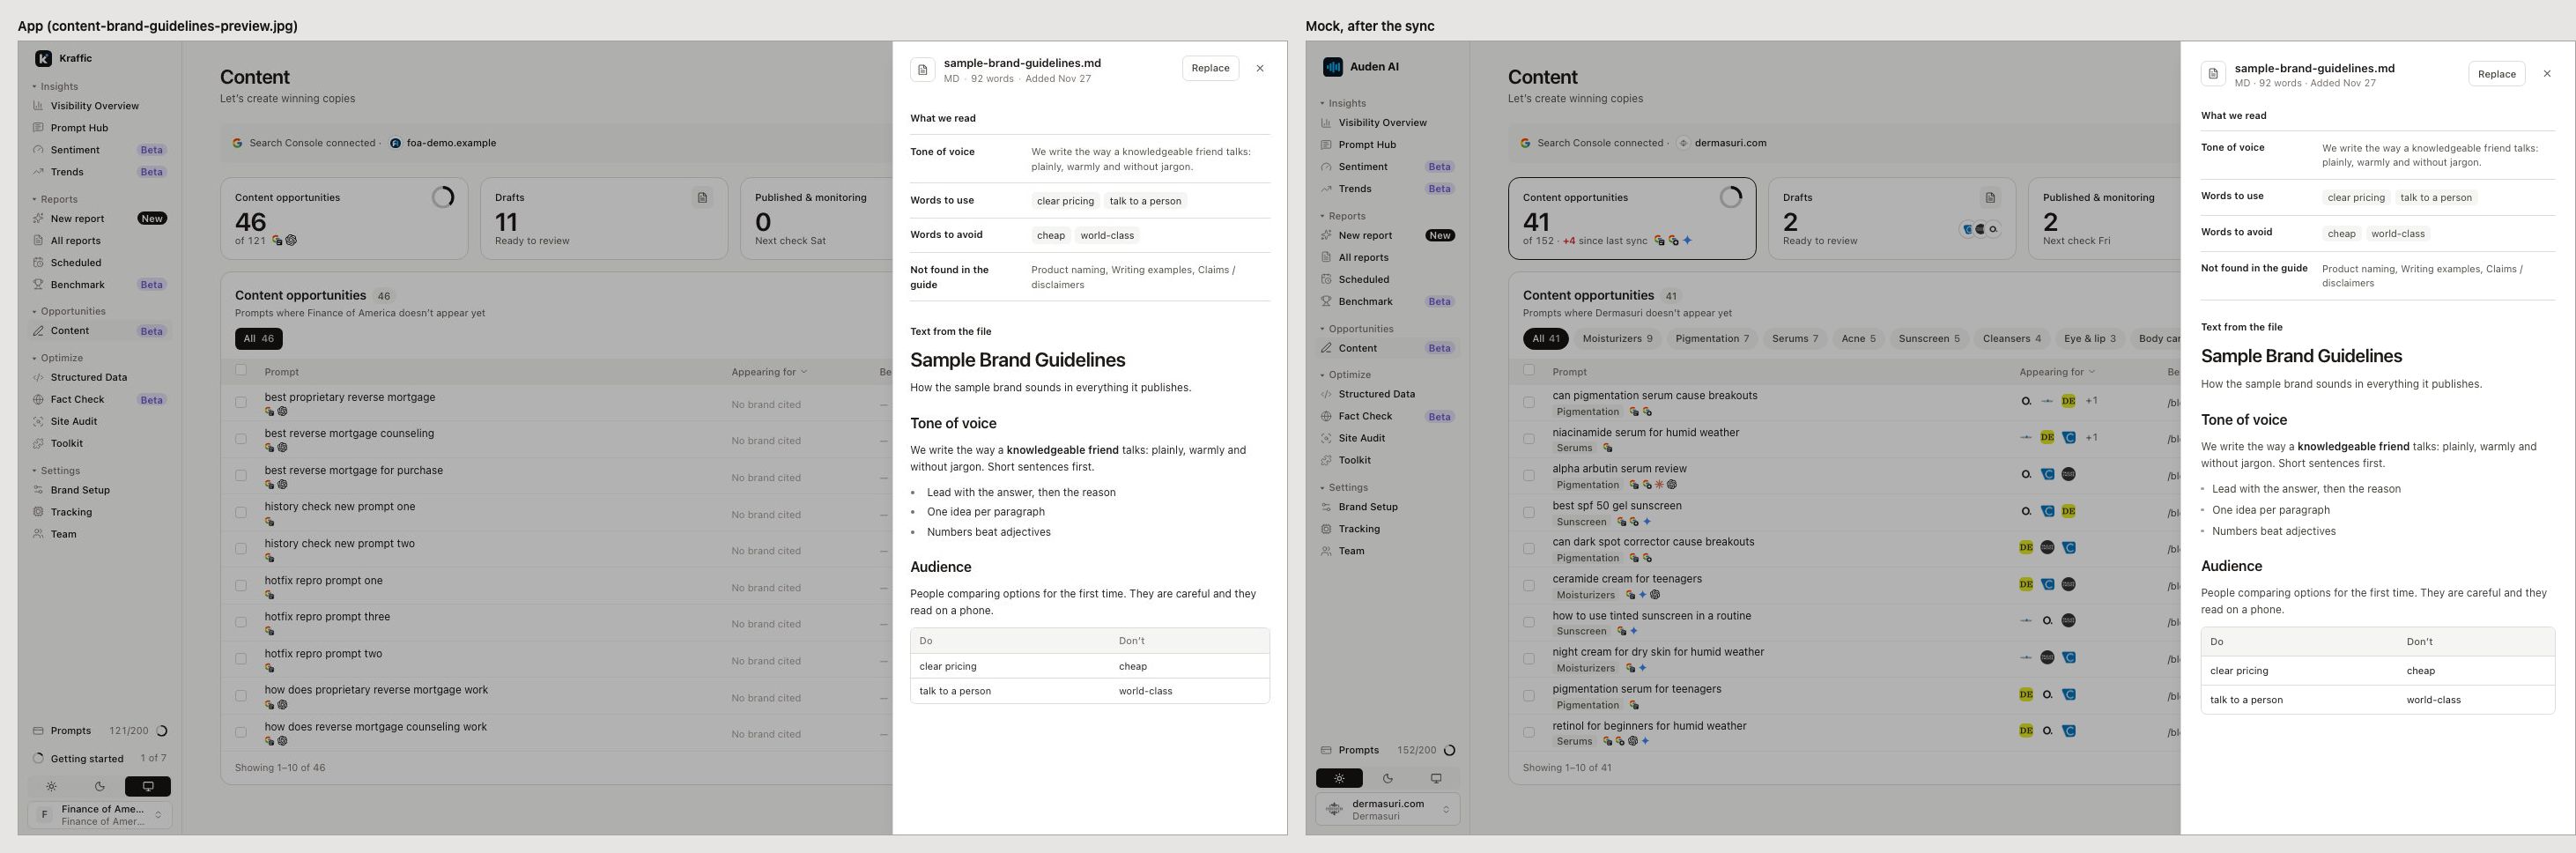 App (content-brand-guidelines-preview.jpg)
Kraffic
Insights
Visibility Overview
Prompt Hub
Sentiment Beta
Trends Beta
Reports
New report New
All reports
Scheduled
Benchmark Beta
Opportunities
Content Beta
Optimize
Structured Data
Fact Check Beta
Site Audit
Toolkit
Settings
Brand Setup
Tracking
Team
Prompts 121/200
Getting started 1 of 7
F Finance of Ame...
Finance of Amer...
Content
Let's create winning copies
Search Console connected · foa-demo.example
Content opportunities
46
of 121
Drafts
11
Ready to review
Published & monitoring
0
Next check Sat
Content opportunities 46
Prompts where Finance of America doesn't appear yet
All 46
Prompt Appearing for Be
best proprietary reverse mortgage No brand cited —
best reverse mortgage counseling No brand cited —
best reverse mortgage for purchase No brand cited —
history check new prompt one No brand cited —
history check new prompt two No brand cited —
hotfix repro prompt one No brand cited —
hotfix repro prompt three No brand cited —
hotfix repro prompt two No brand cited —
how does proprietary reverse mortgage work No brand cited —
how does reverse mortgage counseling work No brand cited —
Showing 1–10 of 46
sample-brand-guidelines.md
MD · 92 words · Added Nov 27
Replace
What we read
Tone of voice We write the way a knowledgeable friend talks:
plainly, warmly and without jargon.
Words to use clear pricing talk to a person
Words to avoid cheap world-class
Not found in the guide Product naming, Writing examples, Claims /
disclaimers
Text from the file
Sample Brand Guidelines
How the sample brand sounds in everything it publishes.
Tone of voice
We write the way a knowledgeable friend talks: plainly, warmly and
without jargon. Short sentences first.
• Lead with the answer, then the reason
• One idea per paragraph
• Numbers beat adjectives
Audience
People comparing options for the first time. They are careful and they
read on a phone.
Do Don't
clear pricing cheap
talk to a person world-class
Mock, after the sync
Auden AI
Insights
Visibility Overview
Prompt Hub
Sentiment Beta
Trends Beta
Reports
New report New
All reports
Scheduled
Benchmark Beta
Opportunities
Content Beta
Optimize
Structured Data
Fact Check Beta
Site Audit
Toolkit
Settings
Brand Setup
Tracking
Team
Prompts 152/200
dermasuri.com
Dermasuri
Content
Let's create winning copies
Search Console connected · dermasuri.com
Content opportunities
41
of 152 · +4 since last sync
Drafts
2
Ready to review
Published & monitoring
2
Next check Fri
Content opportunities 41
Prompts where Dermasuri doesn't appear yet
All 41 Moisturizers 9 Pigmentation 7 Serums 7 Acne 5 Sunscreen 5 Cleansers 4 Eye & lip 3 Body car
Prompt Appearing for Be
can pigmentation serum cause breakouts O. DE +1 /bl
Pigmentation
niacinamide serum for humid weather DE +1 /bl
Serums
alpha arbutin serum review O. /bl
Pigmentation
best spf 50 gel sunscreen O. DE /bl
Sunscreen
can dark spot corrector cause breakouts DE /bl
Pigmentation
ceramide cream for teenagers DE /bl
Moisturizers
how to use tinted sunscreen in a routine O. /bl
Sunscreen
night cream for dry skin for humid weather /bl
Moisturizers
pigmentation serum for teenagers DE O. /bl
Pigmentation
retinol for beginners for humid weather DE O. /bl
Serums
Showing 1–10 of 41
sample-brand-guidelines.md
MD · 92 words · Added Nov 27
Replace
What we read
Tone of voice We write the way a knowledgeable friend talks:
plainly, warmly and without jargon.
Words to use clear pricing talk to a person
Words to avoid cheap world-class
Not found in the guide Product naming, Writing examples, Claims /
disclaimers
Text from the file
Sample Brand Guidelines
How the sample brand sounds in everything it publishes.
Tone of voice
We write the way a knowledgeable friend talks: plainly, warmly and
without jargon. Short sentences first.
• Lead with the answer, then the reason
• One idea per paragraph
• Numbers beat adjectives
Audience
People comparing options for the first time. They are careful and they
read on a phone.
Do Don't
clear pricing cheap
talk to a person world-class